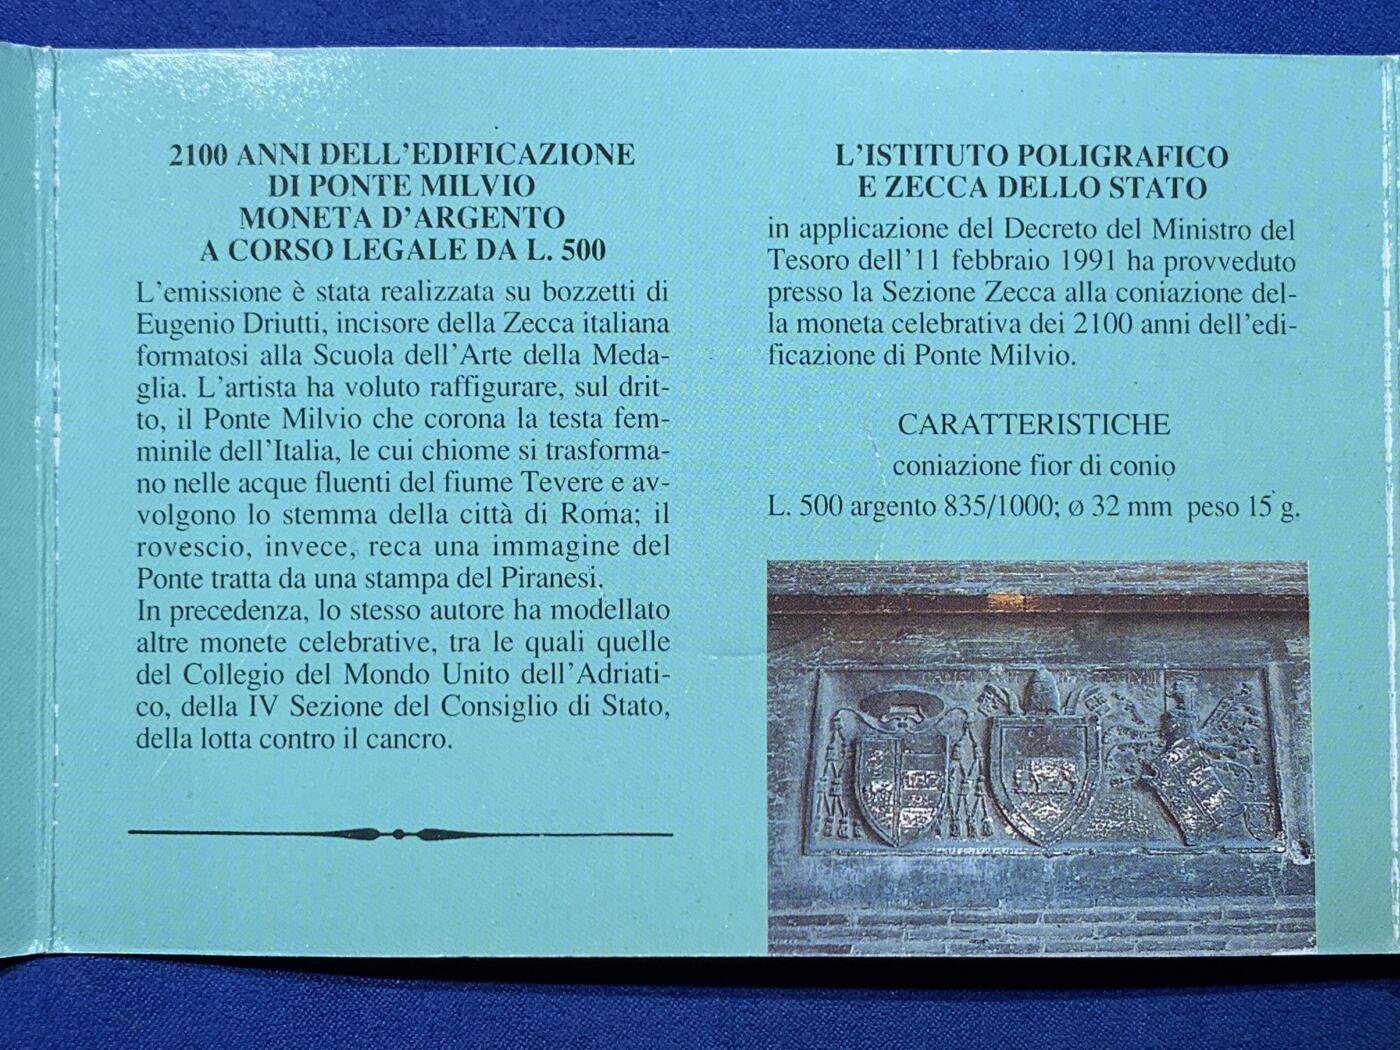 2100 ANNI DELL'EDIFICAZIONE
DI PONTE MILVIO
MONETA D'ARGENTO
A CORSO LEGALE DA L. 500
L'emissione è stata realizzata su bozzetti di
Eugenio Driutti, incisore della Zecca italiana
formatosi alla Scuola dell'Arte della Meda-
glia. L'artista ha voluto raffigurare, sul drit-
to, il Ponte Milvio che corona la testa fem-
minile dell'Italia, le cui chiome si trasforma-
no nelle acque fluenti del fiume Tevere e av-
volgono lo stemma della città di Roma; il
rovescio, invece, reca una immagine del
Ponte tratta da una stampa del Piranesi.
In precedenza, lo stesso autore ha modellato
altre monete celebrative, tra le quali quelle
del Collegio del Mondo Unito dell'Adriati-
co, della IV Sezione del Consiglio di Stato,
della lotta contro il cancro.
L'ISTITUTO POLIGRAFICO
E ZECCA DELLO STATO
in applicazione del Decreto del Ministro del
Tesoro dell'11 febbraio 1991 ha provveduto
presso la Sezione Zecca alla coniazione del-
la moneta celebrativa dei 2100 anni dell'edi-
ficazione di Ponte Milvio.
CARATTERISTICHE
coniazione fior di conio
L. 500 argento 835/1000; ø 32 mm peso 15 g.